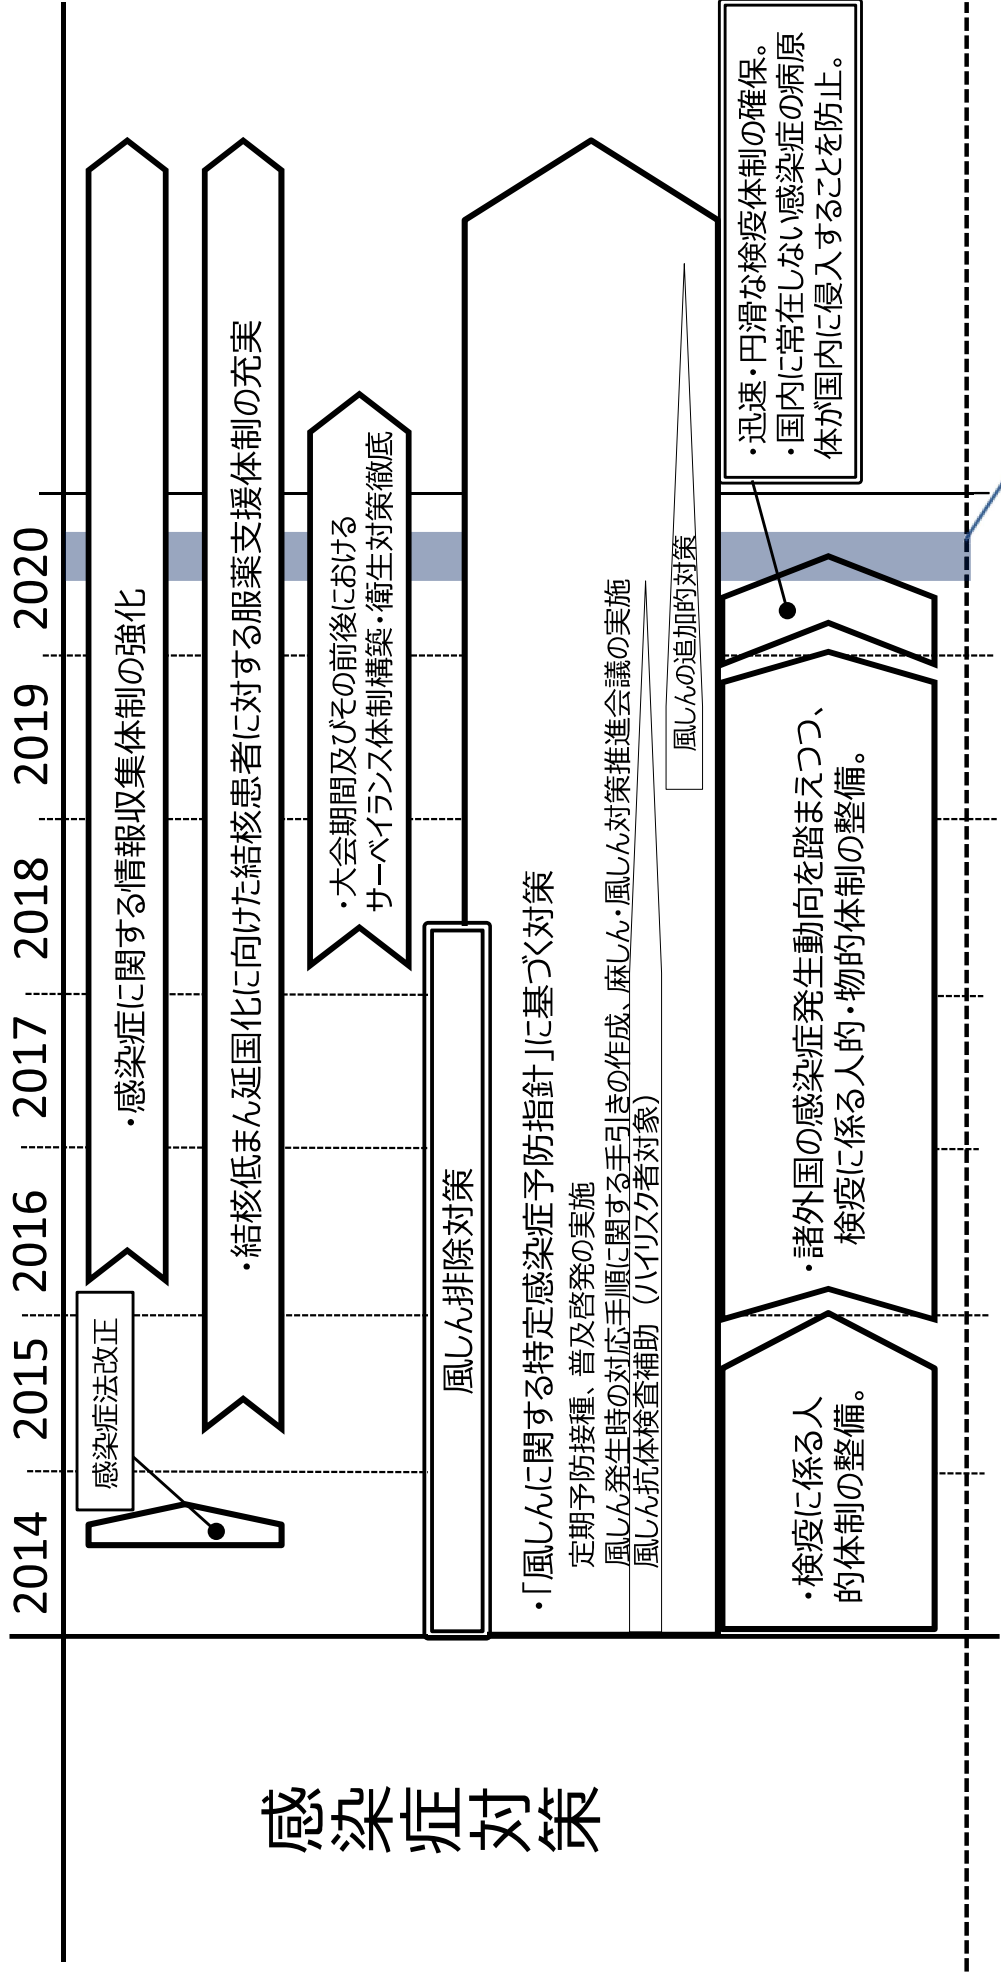 感染症対策
2014
2015
2016
2017
2018
2019
2020
感染症法改正
・感染症に関する情報収集体制の強化
・結核低まん延国化に向けた結核患者に対する服薬支援体制の充実
・大会期間及びその前後における
サーベイランス体制構築・衛生対策徹底
風しん排除対策
・「風しんに関する特定感染症予防指針」に基づく対策
定期予防接種、普及啓発の実施
風しん発生時の対応手順に関する手引きの作成、麻しん・風しん対策推進会議の実施
風しん抗体検査補助（ハイリスク者対象）
風しんの追加的対策
・検疫に係る人
的体制の整備。
・諸外国の感染症発生動向を踏まえつつ、
検疫に係る人的・物的体制の整備。
・迅速・円滑な検疫体制の確保。
・国内に常在しない感染症の病原
体が国内に侵入することを防止。